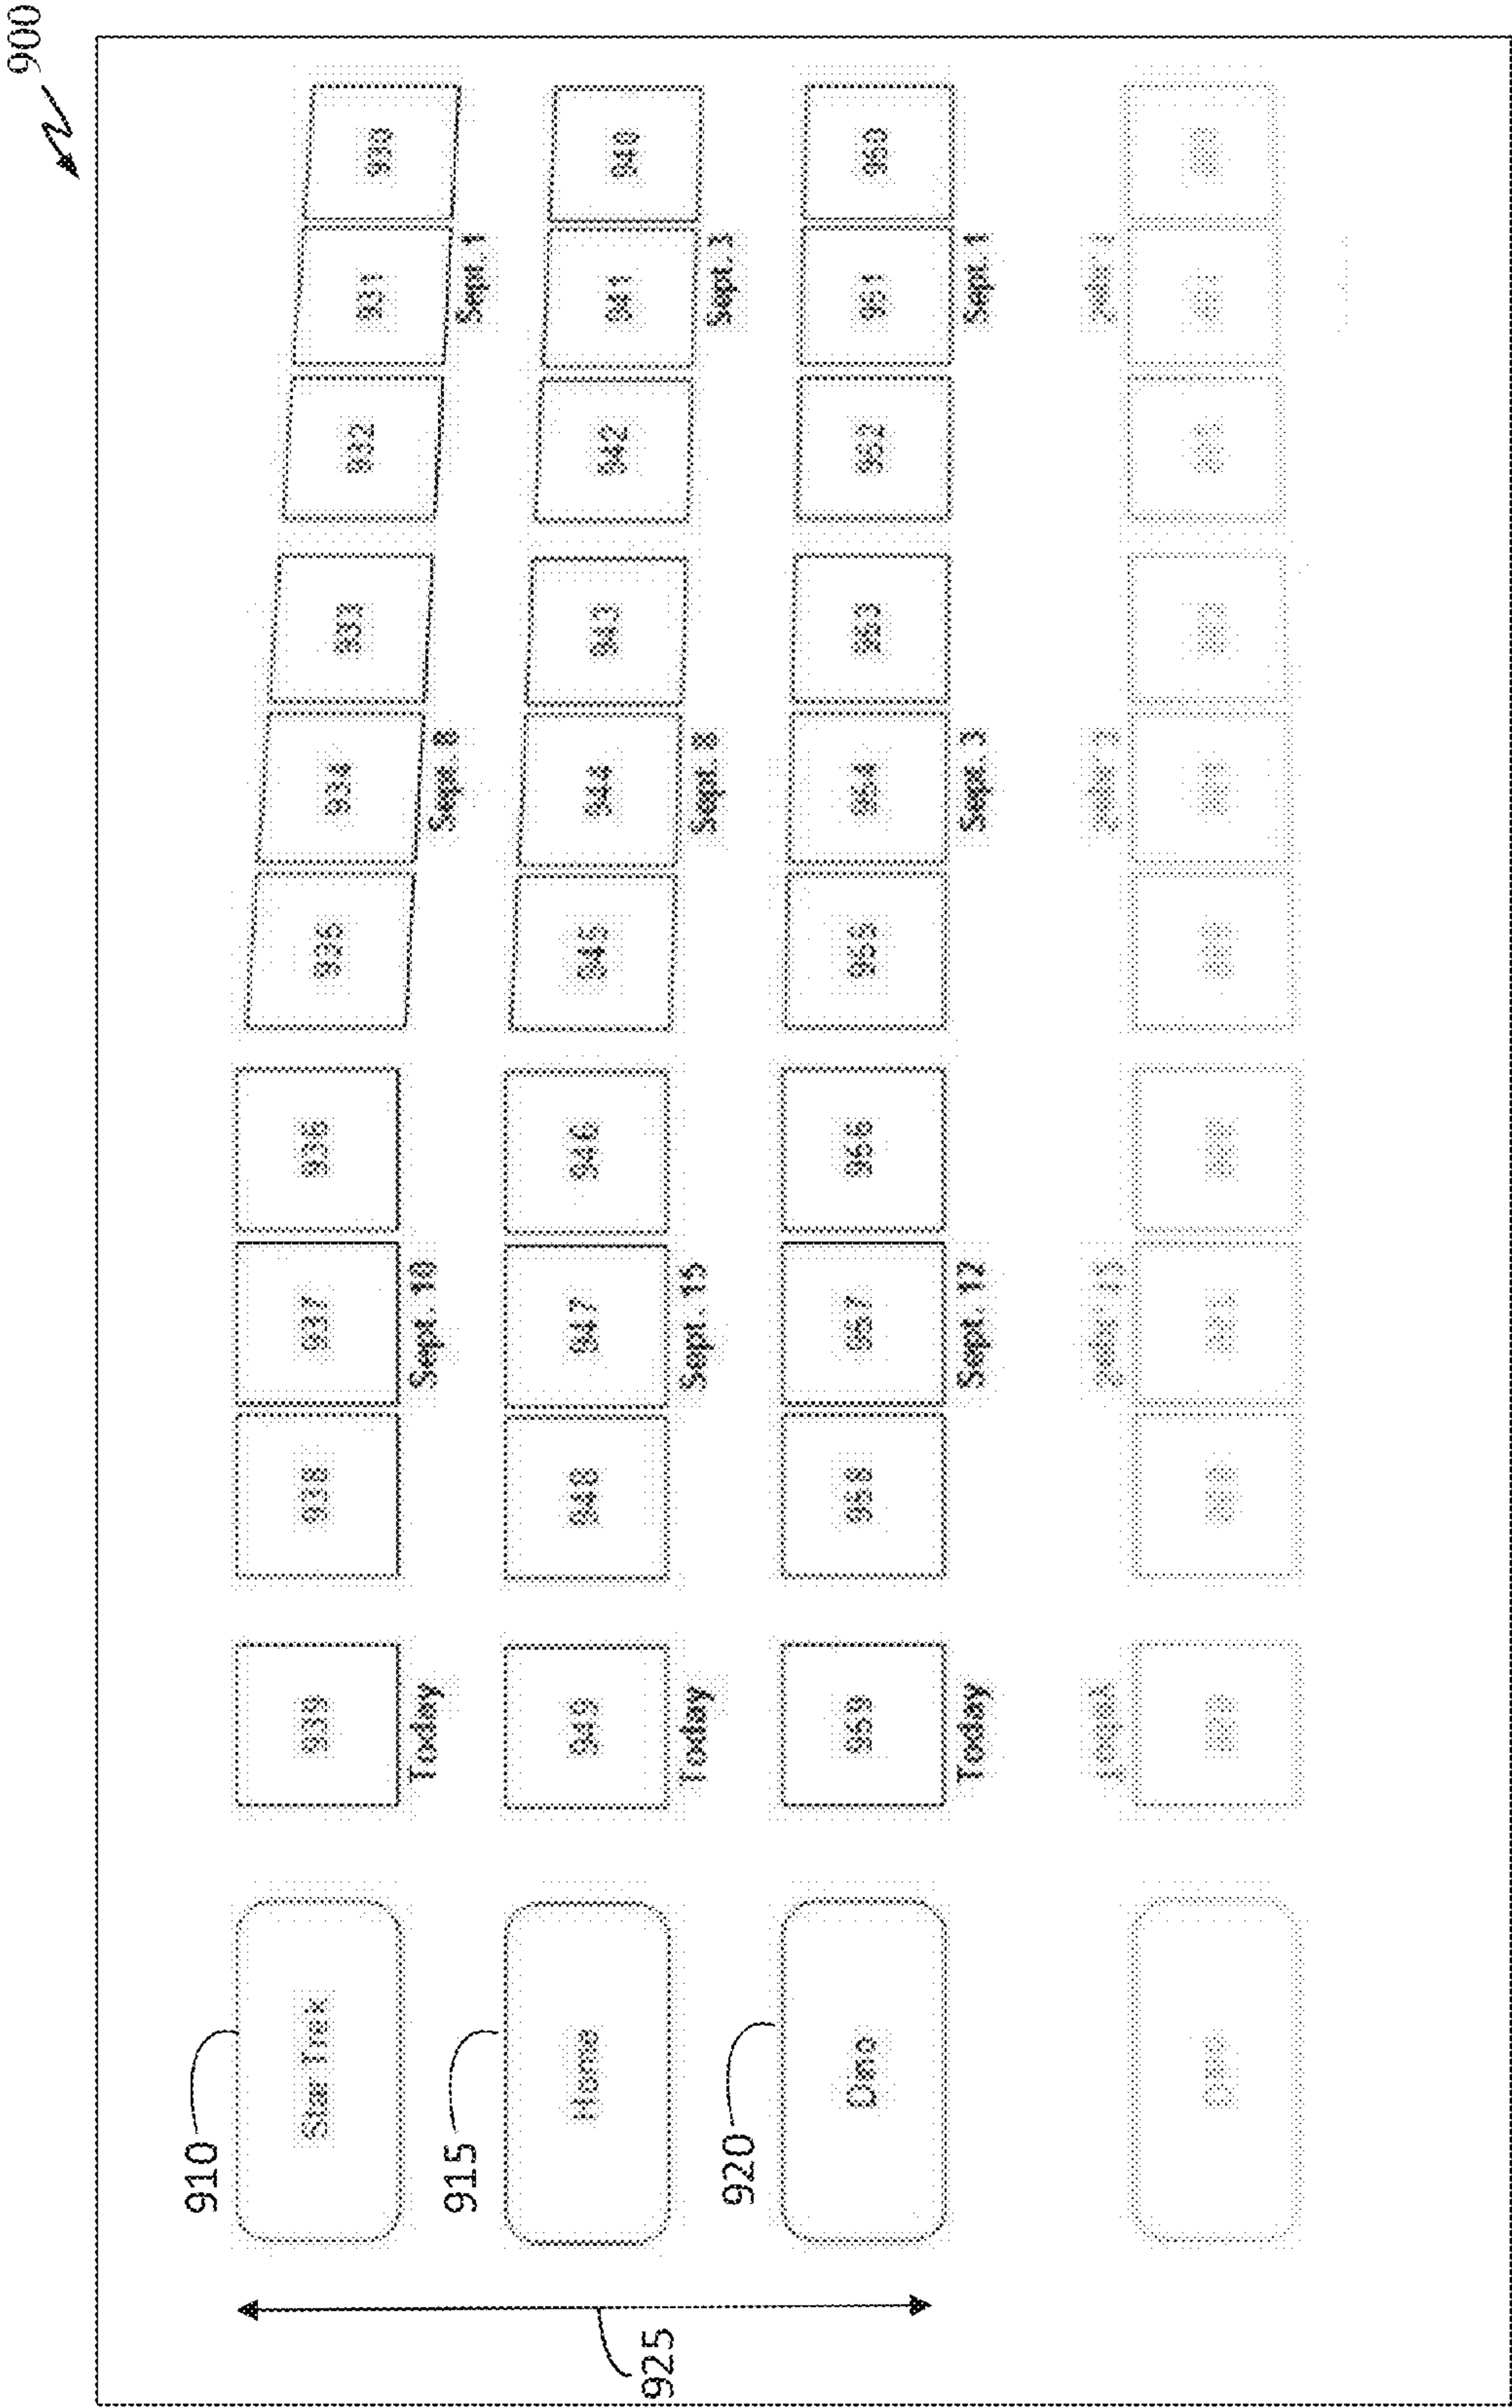 900
910
Star Trek 939 938 937 936 935 934 933 932 931 930
Today Sept. 10 Sept. 8 Sept. 1
915
Home 949 948 947 946 945 944 943 942 941 940
Today Sept. 15 Sept. 8 Sept. 3
925
920
Dino 959 958 957 956 955 954 953 952 951 950
Today Sept. 12 Sept. 3 Sept. 1